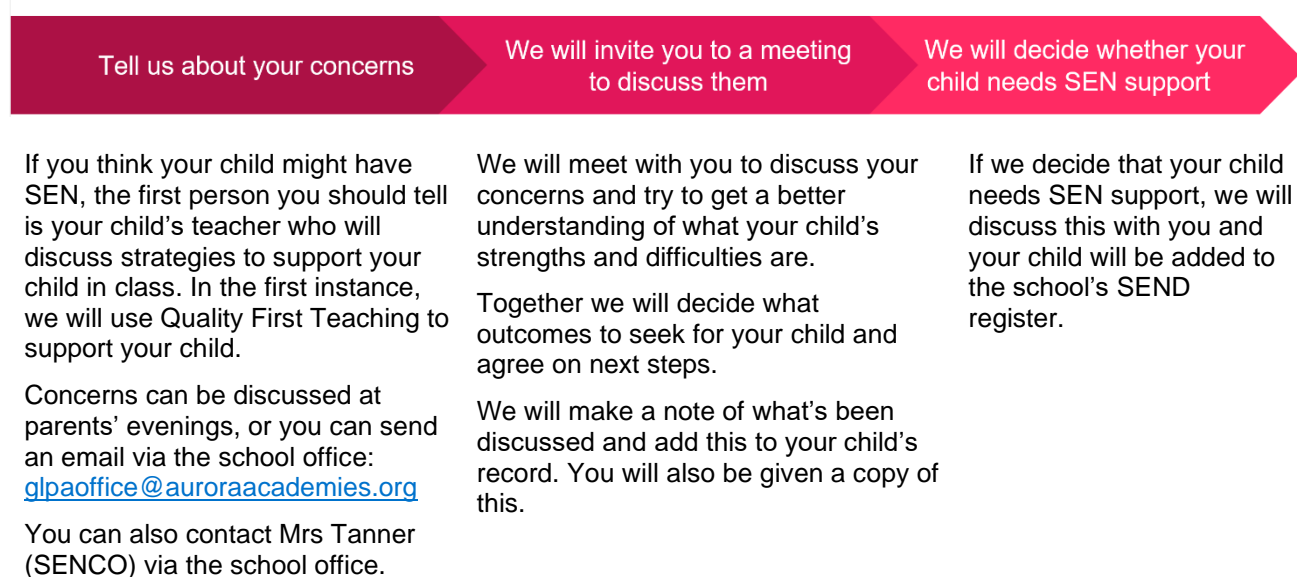 Tell us about your concerns
We will invite you to a meeting
to discuss them
We will decide whether your
child needs SEN support
If you think your child might have
SEN, the first person you should tell
is your child’s teacher who will
discuss strategies to support your
child in class. In the first instance,
we will use Quality First Teaching to
support your child.
Concerns can be discussed at
parents’ evenings, or you can send
an email via the school office:
glpaoffice@auroraacademies.org
You can also contact Mrs Tanner
(SENCO) via the school office.
We will meet with you to discuss your
concerns and try to get a better
understanding of what your child’s
strengths and difficulties are.
Together we will decide what
outcomes to seek for your child and
agree on next steps.
We will make a note of what’s been
discussed and add this to your child’s
record. You will also be given a copy of
this.
If we decide that your child
needs SEN support, we will
discuss this with you and
your child will be added to
the school’s SEND
register.